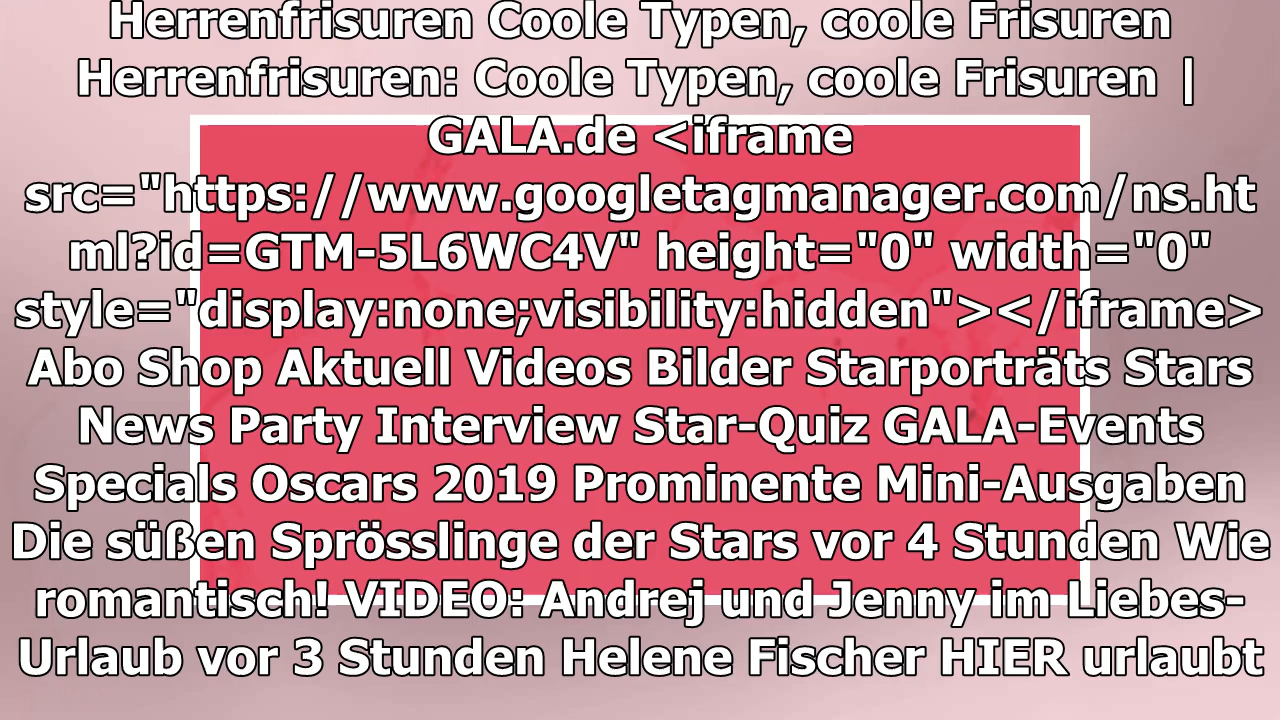 Herrenfrisuren Coole Typen, coole Frisuren
Herrenfrisuren: Coole Typen, coole Frisuren |
GALA.de <iframe
src="https://www.googletagmanager.com/ns.ht
ml?id=GTM-5L6WC4V" height="0" width="0"
style="display:none;visibility:hidden"></iframe>
Abo Shop Aktuell Videos Bilder Starporträts Stars
News Party Interview Star-Quiz GALA-Events
Specials Oscars 2019 Prominente Mini-Ausgaben
Die süßen Sprösslinge der Stars vor 4 Stunden Wie
romantisch! VIDEO: Andrej und Jenny im Liebes-
Urlaub vor 3 Stunden Helene Fischer HIER urlaubt